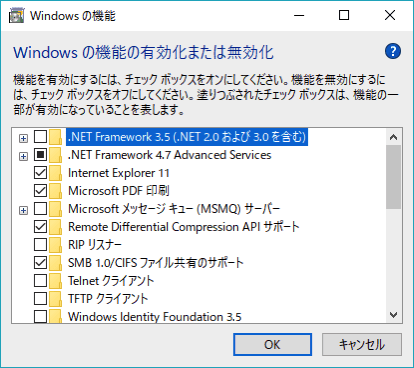 Windows の機能
Windows の機能の有効化または無効化
?
機能を有効にするには、チェック ボックスをオンにしてください。機能を無効にするに
は、チェック ボックスをオフにしてください。塗りつぶされたチェック ボックスは、機能の一
部が有効になっていることを表します。
.NET Framework 3.5 (.NET 2.0 および 3.0 を含む)
.NET Framework 4.7 Advanced Services
Internet Explorer 11
Microsoft PDF 印刷
Microsoft メッセージ キュー (MSMQ) サーバー
Remote Differential Compression API サポート
RIP リスナー
SMB 1.0/CIFS ファイル共有のサポート
Telnet クライアント
TFTP クライアント
Windows Identity Foundation 3.5
OK
キャンセル